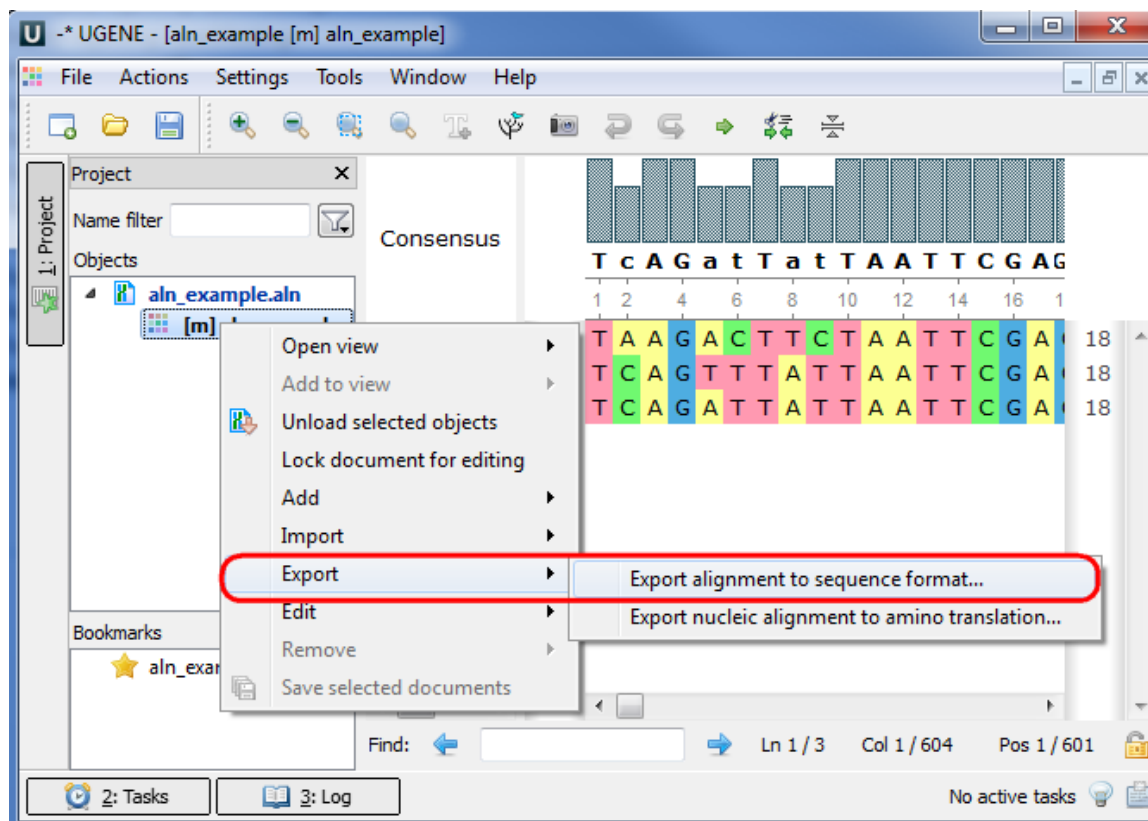 -* UGENE - [aln_example [m] aln_example]
File Actions Settings Tools Window Help
1: Project
Project
Name filter
Objects
aln_example.aln
[m]
Consensus
T c A G a t T a t T A A T T C G A G
1 2 4 6 8 10 12 14 16 1
T A A G A C T T C T A A T T C G A 18
T C A G T T T A T T A A T T C G A 18
T C A G A T T A T T A A T T C G A 18
Open view
Add to view
Unload selected objects
Lock document for editing
Add
Import
Export
Edit
Remove
Save selected documents
Export alignment to sequence format...
Export nucleic alignment to amino translation...
Bookmarks
aln_exa
Find:
Ln 1 / 3 Col 1 / 604 Pos 1 / 601
2: Tasks 3: Log No active tasks